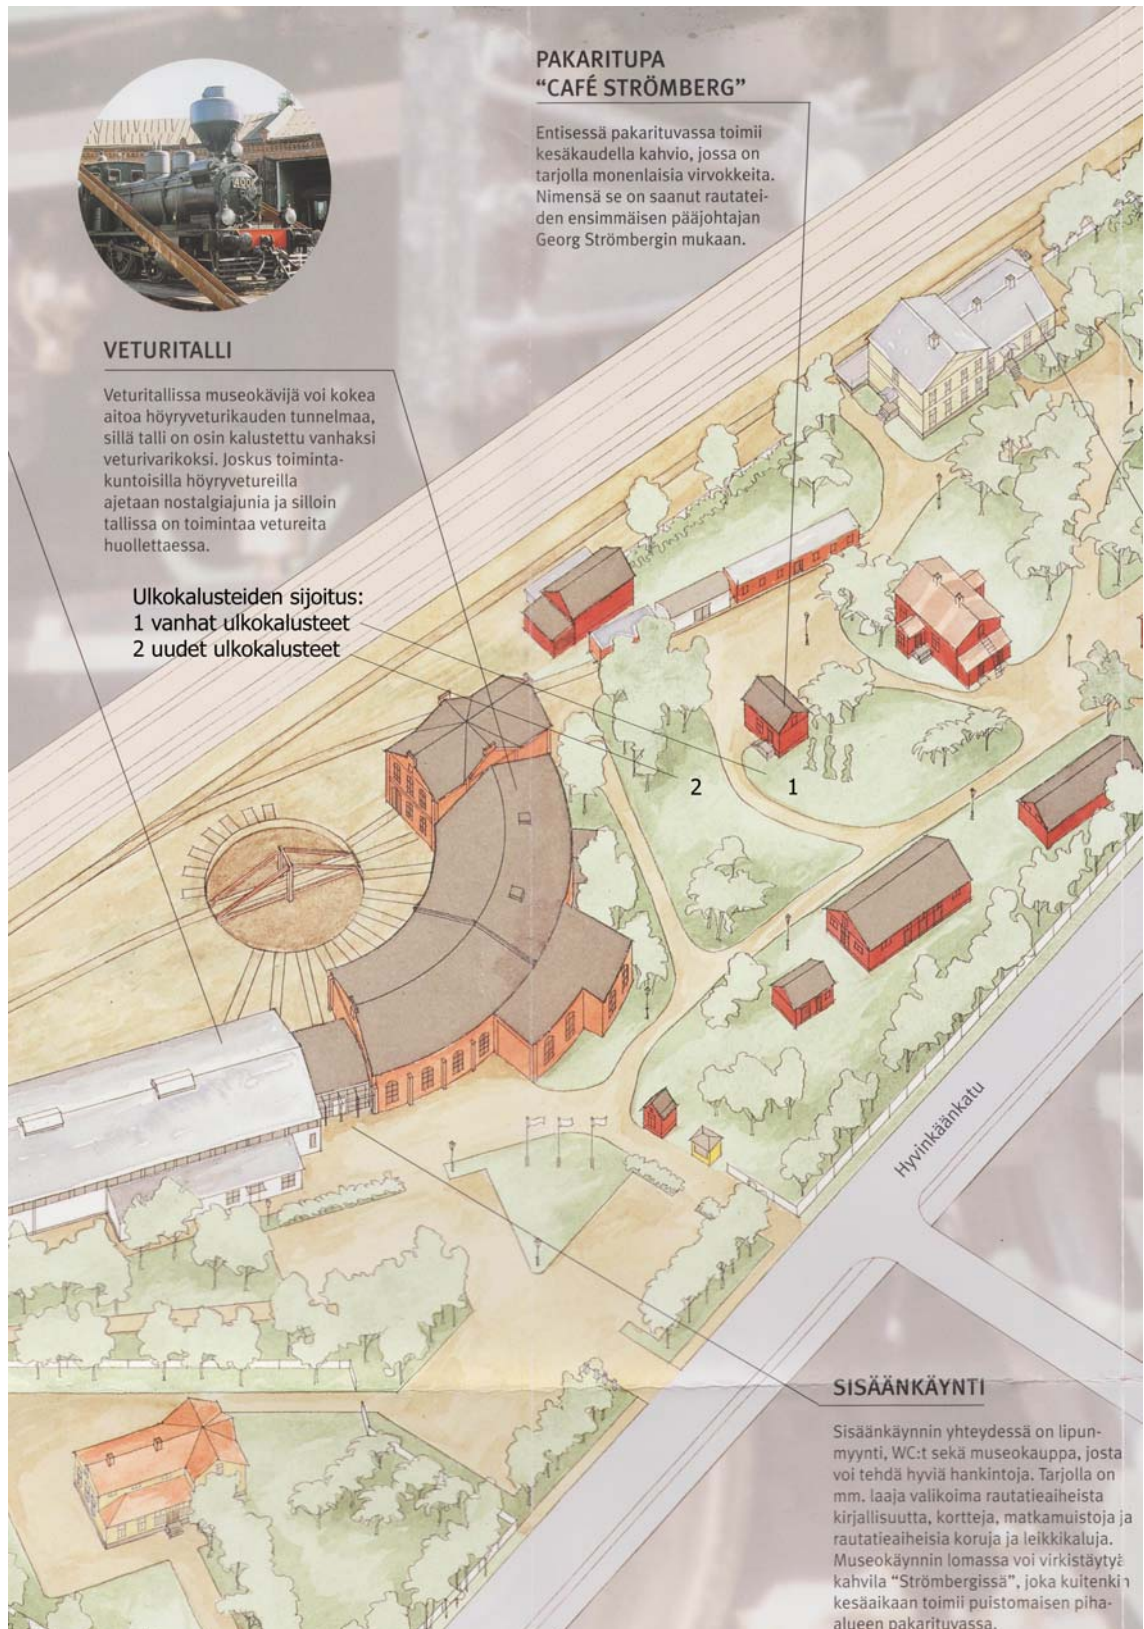 PAKARITUPA
“CAFÉ STRÖMBERG”
Entisessä pakarituvassa toimii
kesäkaudella kahvio, jossa on
tarjolla monenlaisia virvokkeita.
Nimensä se on saanut rautatei-
den ensimmäisen pääjohtajan
Georg Strömbergin mukaan.
VETURITALLI
Veturitallissa museokävijä voi kokea
aitoa höyryveturikauden tunnelmaa,
sillä talli on osin kalustettu vanhaksi
veturivarikoksi. Joskus toiminta-
kuntoisilla höyryvetureilla
ajetaan nostalgiajunia ja silloin
tallissa on toimintaa vetureita
huollettaessa.
Ulkokalusteiden sijoitus:
1 vanhat ulkokalusteet
2 uudet ulkokalusteet
2
1
Hyvinkäänkatu
SISÄÄNKÄYNTI
Sisäänkäynnin yhteydessä on lipun-
myynti, WC:t sekä museokauppa, josta
voi tehdä hyviä hankintoja. Tarjolla on
mm. laaja valikoima rautatieaiheista
kirjallisuutta, kortteja, matkamuistoja ja
rautatieaiheisia koruja ja leikkikaluja.
Museokäynnin lomassa voi virkistäytyä
kahvila “Strömbergissä”, joka kuitenkin
kesäaikaan toimii puistomaisen piha-
alueen pakarituvassa.